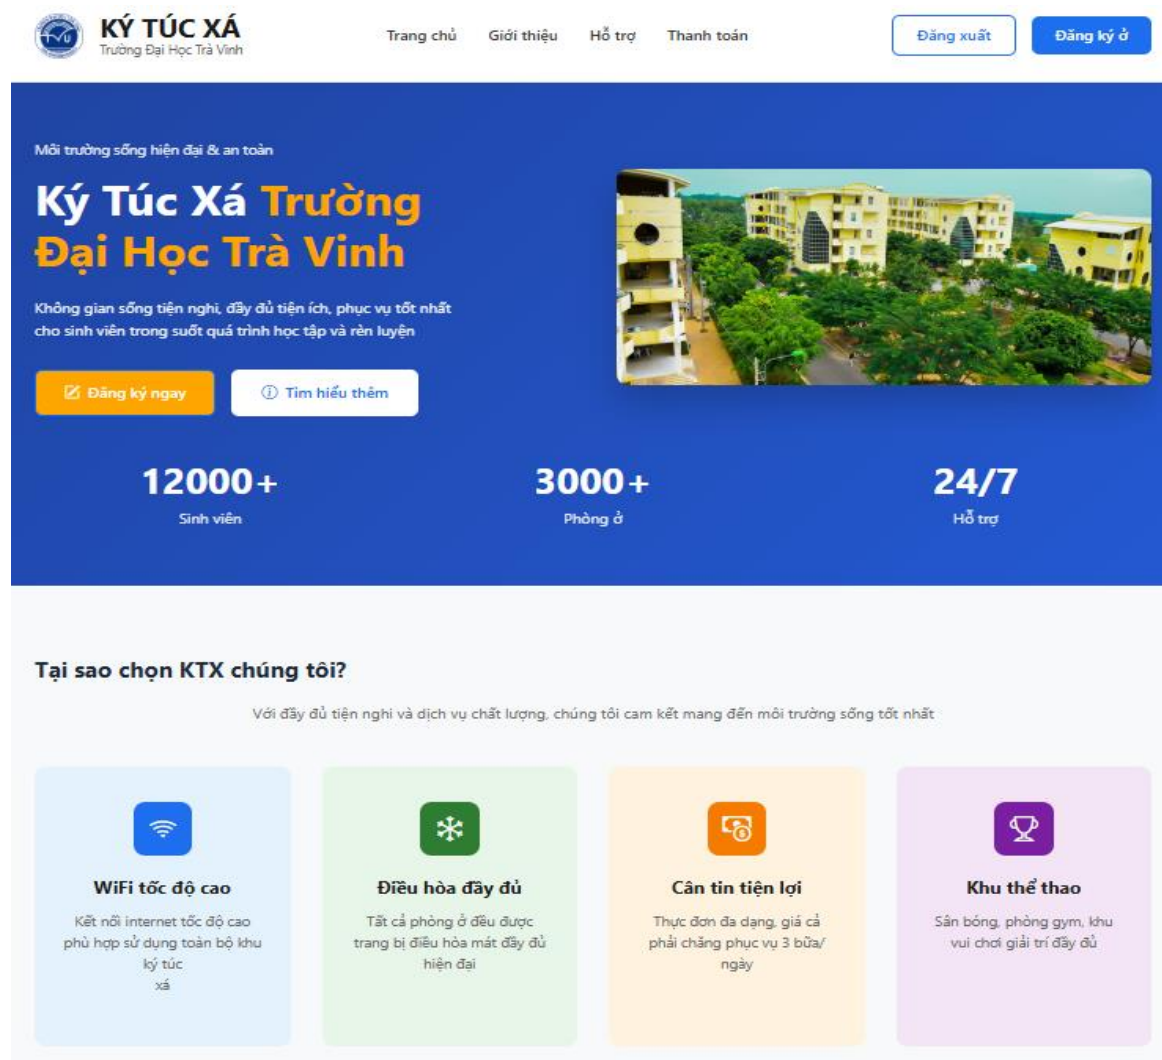 KÝ TÚC XÁ
Trường Đại Học Trà Vinh
Trang chủ
Giới thiệu
Hỗ trợ
Thanh toán
Đăng xuất
Đăng ký ở
Môi trường sống hiện đại & an toàn
Ký Túc Xá Trường
Đại Học Trà Vinh
Không gian sống tiện nghi, đầy đủ tiện ích, phục vụ tốt nhất
cho sinh viên trong suốt quá trình học tập và rèn luyện
Đăng ký ngay
Tìm hiểu thêm
12000+
Sinh viên
3000+
Phòng ở
24/7
Hỗ trợ
Tại sao chọn KTX chúng tôi?
Với đầy đủ tiện nghi và dịch vụ chất lượng, chúng tôi cam kết mang đến môi trường sống tốt nhất
WiFi tốc độ cao
Kết nối internet tốc độ cao
phù hợp sử dụng toàn bộ khu
ký túc
xá
Điều hòa đầy đủ
Tất cả phòng ở đều được
trang bị điều hòa mát đầy đủ
hiện đại
Căn tin tiện lợi
Thực đơn đa dạng, giá cả
phải chăng phục vụ 3 bữa/
ngày
Khu thể thao
Sân bóng, phòng gym, khu
vui chơi giải trí đầy đủ